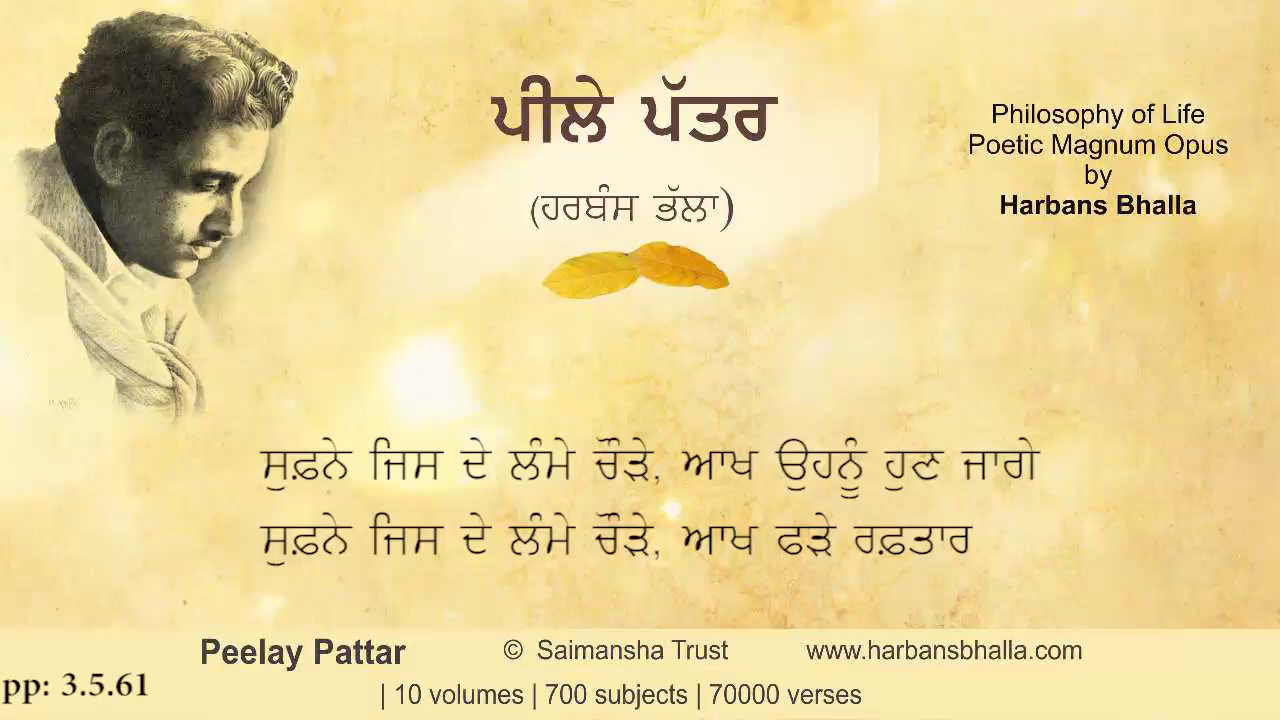 ਪੀਲੇ ਪੱਤਰ
(ਹਰਬੰਸ ਭੱਲਾ)
Philosophy of Life
Poetic Magnum Opus
by
Harbans Bhalla
ਸੁਫ਼ਨੇ ਜਿਸ ਦੇ ਲੰਮੇ ਚੌੜੇ, ਆਖ ਉਹਨੂੰ ਹੁਣ ਜਾਗੇ
ਸੁਫ਼ਨੇ ਜਿਸ ਦੇ ਲੰਮੇ ਚੌੜੇ, ਆਖ ਫੜੇ ਰਫ਼ਤਾਰ
Peelay Pattar © Saimansha Trust www.harbansbhalla.com
pp: 3.5.61
| 10 volumes | 700 subjects | 70000 verses